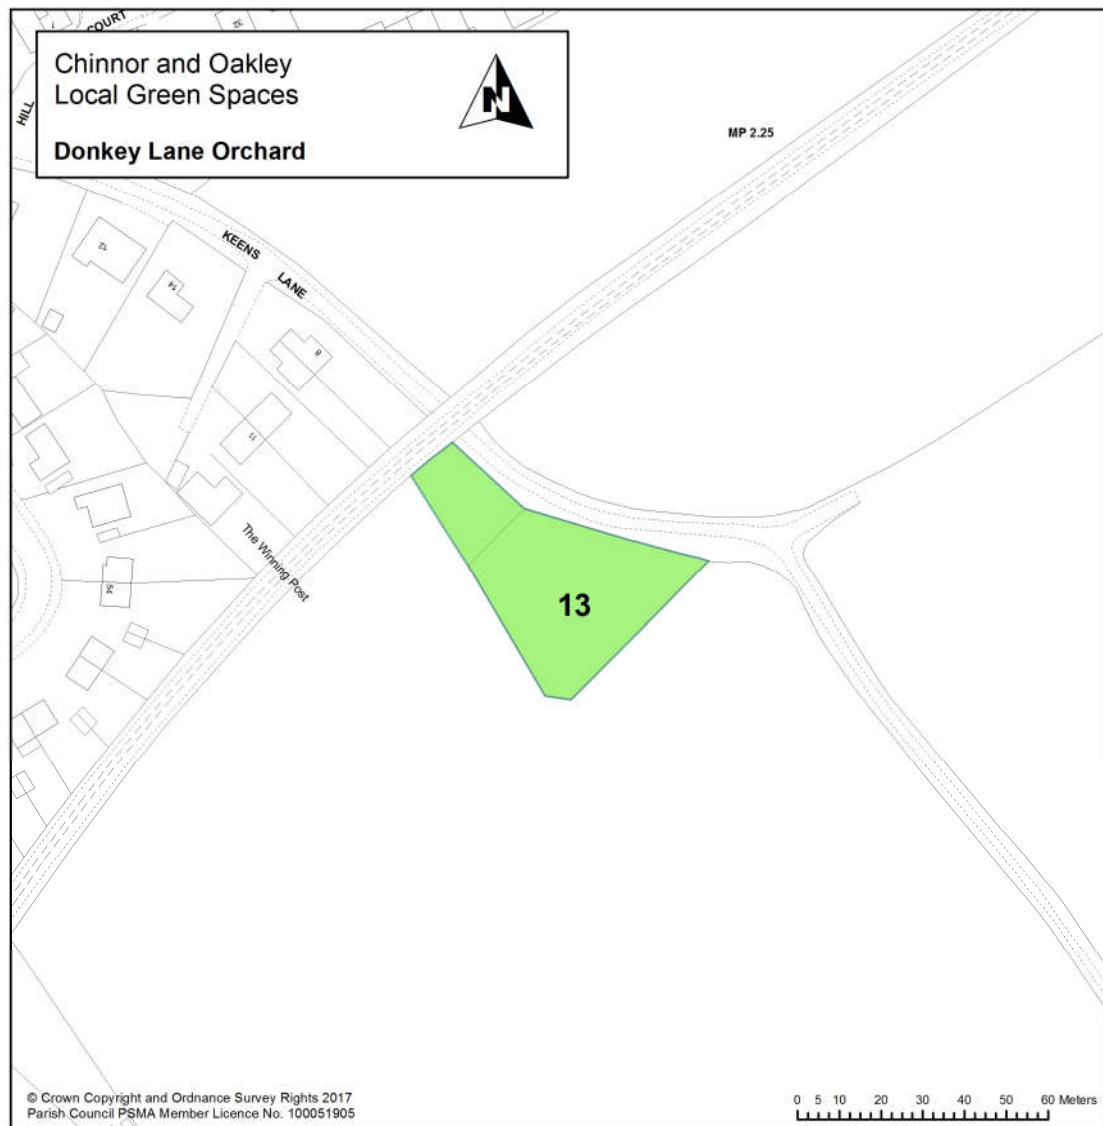 COURT
32
HILL
Chinnor and Oakley
Local Green Spaces
Donkey Lane Orchard
N
MP 2.25
KEENS
LANE
12
14
11
The Winning Post
54
13
© Crown Copyright and Ordnance Survey Rights 2017
Parish Council PSMA Member Licence No. 100051905
0 5 10 20 30 40 50 60 Meters